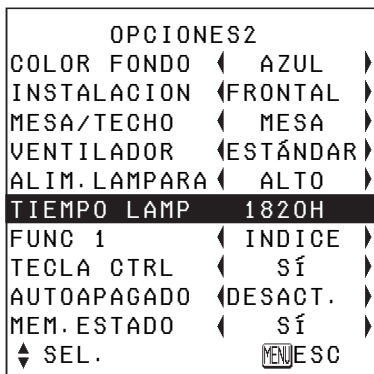 OPCIONES2
COLOR FONDO AZUL
INSTALACION FRONTAL
MESA/TECHO MESA
VENTILADOR ESTÁNDAR
ALIM.LAMPARA ALTO
TIEMPO LAMP 1820H
FUNC 1 INDICE
TECLA CTRL SÍ
AUTOAPAGADO DESACT.
MEM.ESTADO SÍ
SEL. MENU ESC